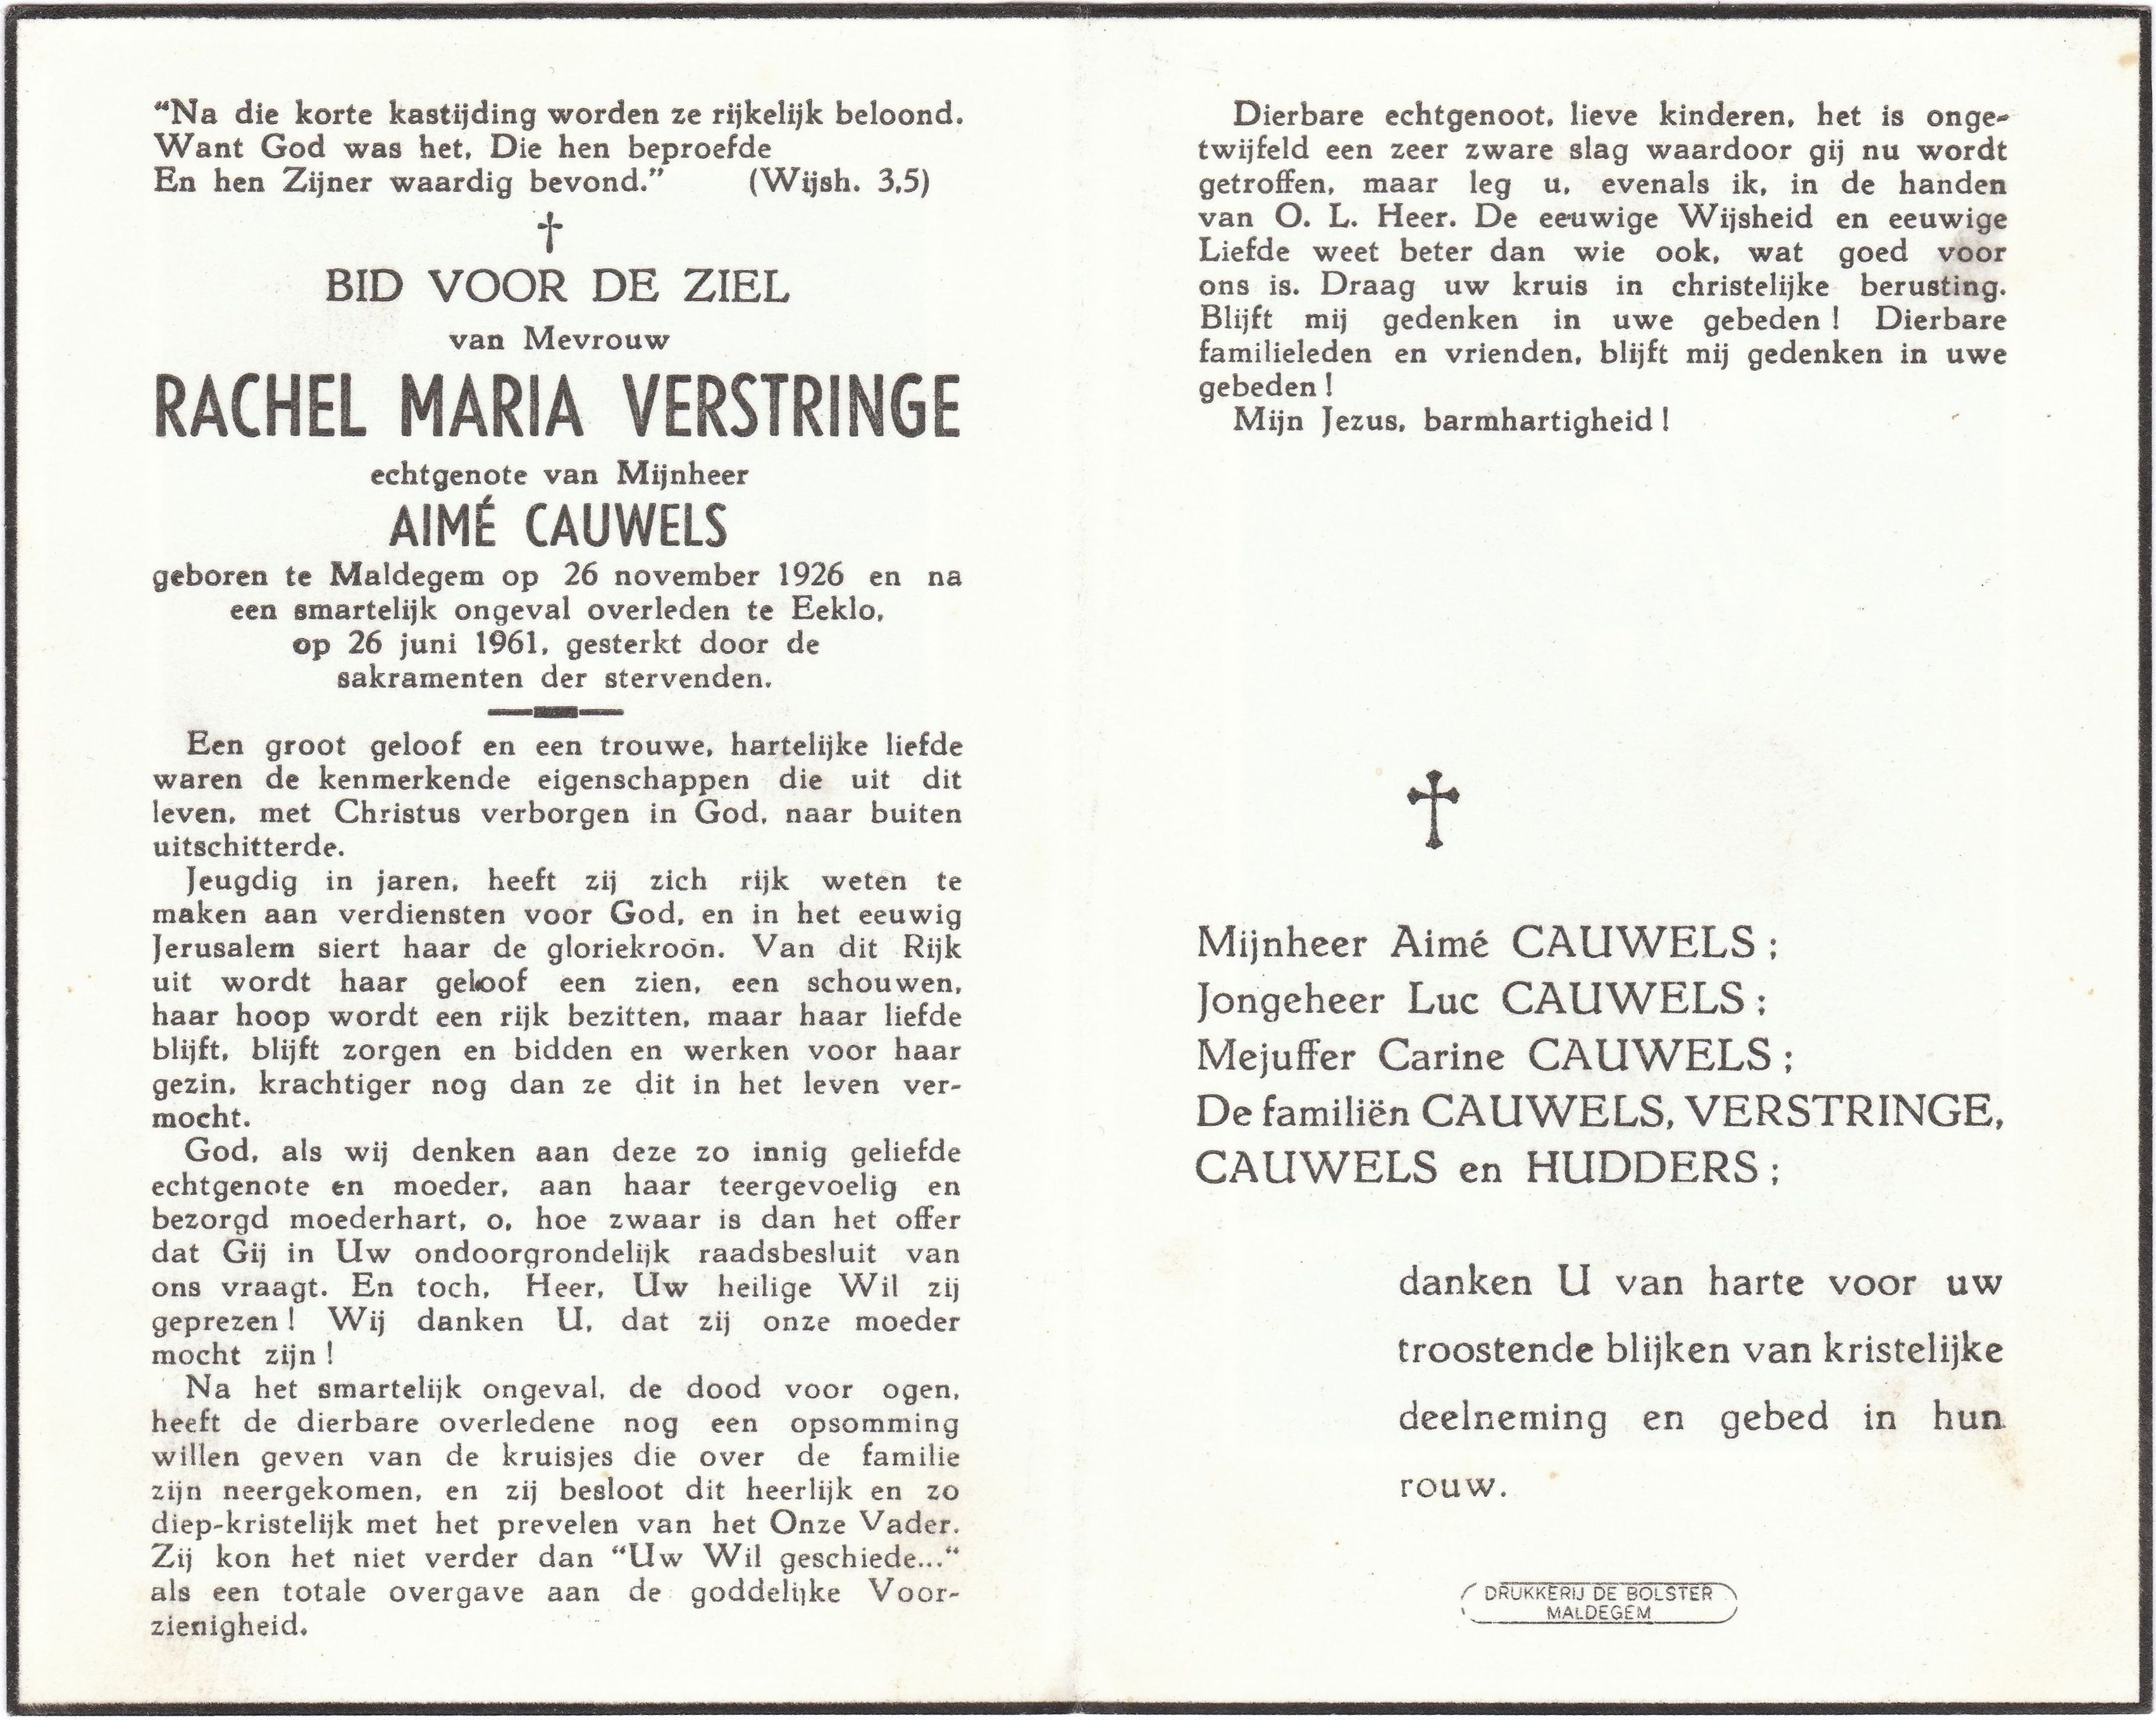 “Na die korte kastijding worden ze rijkelijk beloond.
Want God was het, Die hen beproefde
En hen Zijner waardig bevond.” (Wijsh. 3,5)
BID VOOR DE ZIEL
van Mevrouw
RACHEL MARIA VERSTRINGE
echtgenote van Mijnheer
AIMÉ CAUWELS
geboren te Maldegem op 26 november 1926 en na
een smartelijk ongeval overleden te Eeklo,
op 26 juni 1961, gesterkt door de
sakramenten der stervenden.
Een groot geloof en een trouwe, hartelijke liefde
waren de kenmerkende eigenschappen die uit dit
leven, met Christus verborgen in God, naar buiten
uitschitterde.
Jeugdig in jaren, heeft zij zich rijk weten te
maken aan verdiensten voor God, en in het eeuwig
Jerusalem siert haar de gloriekroon. Van dit Rijk
uit wordt haar geloof een zien, een schouwen,
haar hoop wordt een rijk bezitten, maar haar liefde
blijft, blijft zorgen en bidden en werken voor haar
gezin, krachtiger nog dan ze dit in het leven ver-
mocht.
God, als wij denken aan deze zo innig geliefde
echtgenote en moeder, aan haar teergevoelig en
bezorgd moederhart, o, hoe zwaar is dan het offer
dat Gij in Uw ondoorgrondelijk raadsbesluit van
ons vraagt. En toch, Heer, Uw heilige Wil zij
geprezen! Wij danken U, dat zij onze moeder
mocht zijn!
Na het smartelijk ongeval, de dood voor ogen,
heeft de dierbare overledene nog een opsomming
willen geven van de kruisjes die over de familie
zijn neergekomen, en zij besloot dit heerlijk en zo
diep-kristelijk met het prevelen van het Onze Vader.
Zij kon het niet verder dan “Uw Wil geschiede...“
als een totale overgave aan de goddelijke Voor-
zienigheid.
Dierbare echtgenoot, lieve kinderen, het is onge-
twijfeld een zeer zware slag waardoor gij nu wordt
getroffen, maar leg u, evenals ik, in de handen
van O. L. Heer. De eeuwige Wijsheid en eeuwige
Liefde weet beter dan wie ook, wat goed voor
ons is. Draag uw kruis in christelijke berusting.
Blijft mij gedenken in uwe gebeden! Dierbare
familieleden en vrienden, blijft mij gedenken in uwe
gebeden!
Mijn Jezus, barmhartigheid!
Mijnheer Aimé CAUWELS;
Jongeheer Luc CAUWELS;
Mejuffer Carine CAUWELS;
De familiën CAUWELS, VERSTRINGE,
CAUWELS en HUDDERS;
danken U van harte voor uw
troostende blijken van kristelijke
deelneming en gebed in hun
rouw.
DRUKKERIJ DE BOLSTER
MALDEGEM